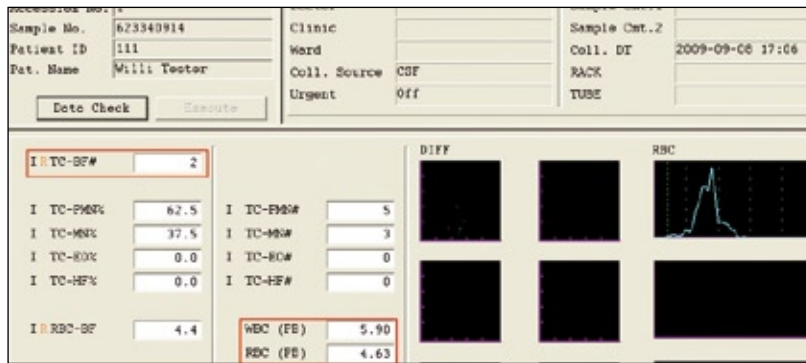 Sample No. 623340914
Patient ID 111
Pat. Name Willi Tester
Data Check
Execute
Clinic
Ward
Coll. Source CSF
Urgent Off
Sample Cmt.2
Coll. DT 2009-09-08 17:06
RACK
TUBE
I R TC-BF# 2
I TC-PMN% 62.5
I TC-MN% 37.5
I TC-EO% 0.0
I TC-HF% 0.0
I R RBC-BF 4.4
I TC-PMN# 5
I TC-MN# 3
I TC-EO# 0
I TC-HF# 0
WBC (PB) 5.90
RBC (PB) 4.63
DIFF
RBC